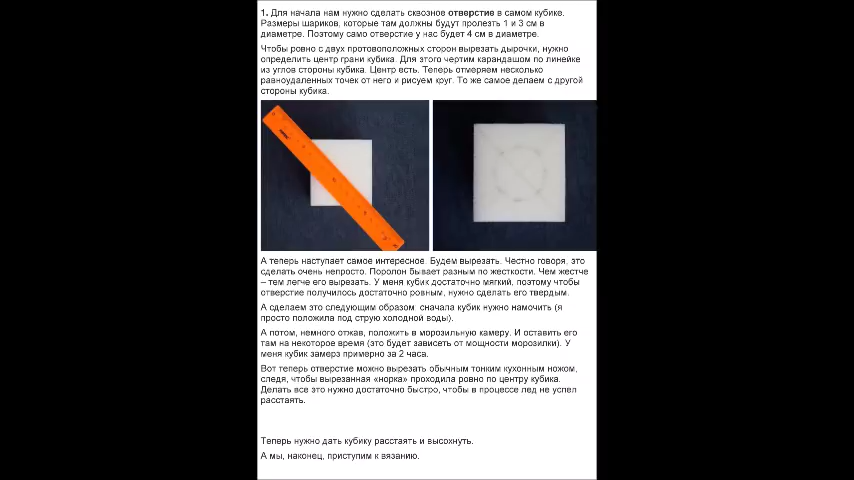 1. Для начала нам нужно сделать сквозное отверстие в самом кубике.
Размеры шариков, которые там должны будут пролезть 1 и 3 см в
диаметре. Поэтому само отверстие у нас будет 4 см в диаметре.
Чтобы ровно с двух протовоположных сторон вырезать дырочки, нужно
определить центр грани кубика. Для этого чертим карандашом по линейке
из углов стороны кубика. Центр есть. Теперь отмеряем несколько
равноудаленных точек от него и рисуем круг. То же самое делаем с другой
стороны кубика.
А теперь наступает самое интересное. Будем вырезать. Честно говоря, это
сделать очень непросто. Поролон бывает разным по жесткости. Чем жестче
– тем легче его вырезать. У меня кубик достаточно мягкий, поэтому чтобы
отверстие получилось достаточно ровным, нужно сделать его твердым.
А сделаем это следующим образом: сначала кубик нужно намочить (я
просто положила под струю холодной воды).
А потом, немного отжав, положить в морозильную камеру. И оставить его
там на некоторое время (это будет зависеть от мощности морозилки). У
меня кубик замерз примерно за 2 часа.
Вот теперь отверстие можно вырезать обычным тонким кухонным ножом,
следя, чтобы вырезанная «норка» проходила ровно по центру кубика.
Делать все это нужно достаточно быстро, чтобы в процессе лед не успел
расстаять.
Теперь нужно дать кубику расстаять и высохнуть.
А мы, наконец, приступим к вязанию.